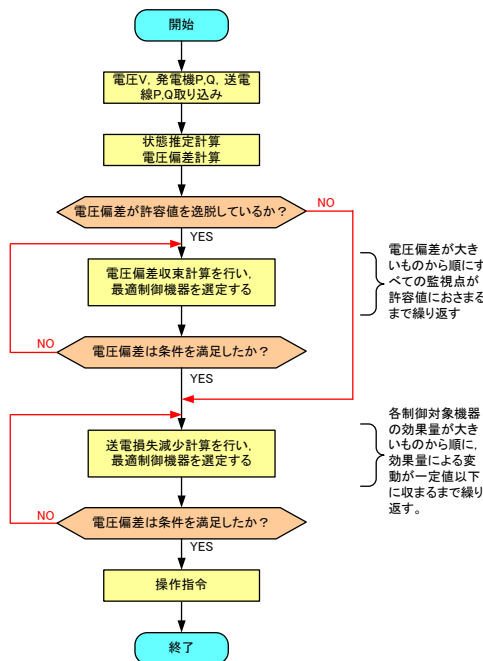 開始
電圧V，発電機P,Q，送電
線P,Q取り込み
状態推定計算
電圧偏差計算
電圧偏差が許容値を逸脱しているか？
NO
YES
電圧偏差収束計算を行い，
最適制御機器を選定する
電圧偏差が大き
いものから順にす
べての監視点が
許容値におさまる
まで繰り返す
NO
電圧偏差は条件を満足したか？
YES
送電損失減少計算を行い，
最適制御機器を選定する
各制御対象機器
の効果量が大き
いものから順に，
効果量による変
動が一定値以下
に収まるまで繰り
返す。
NO
電圧偏差は条件を満足したか？
YES
操作指令
終了